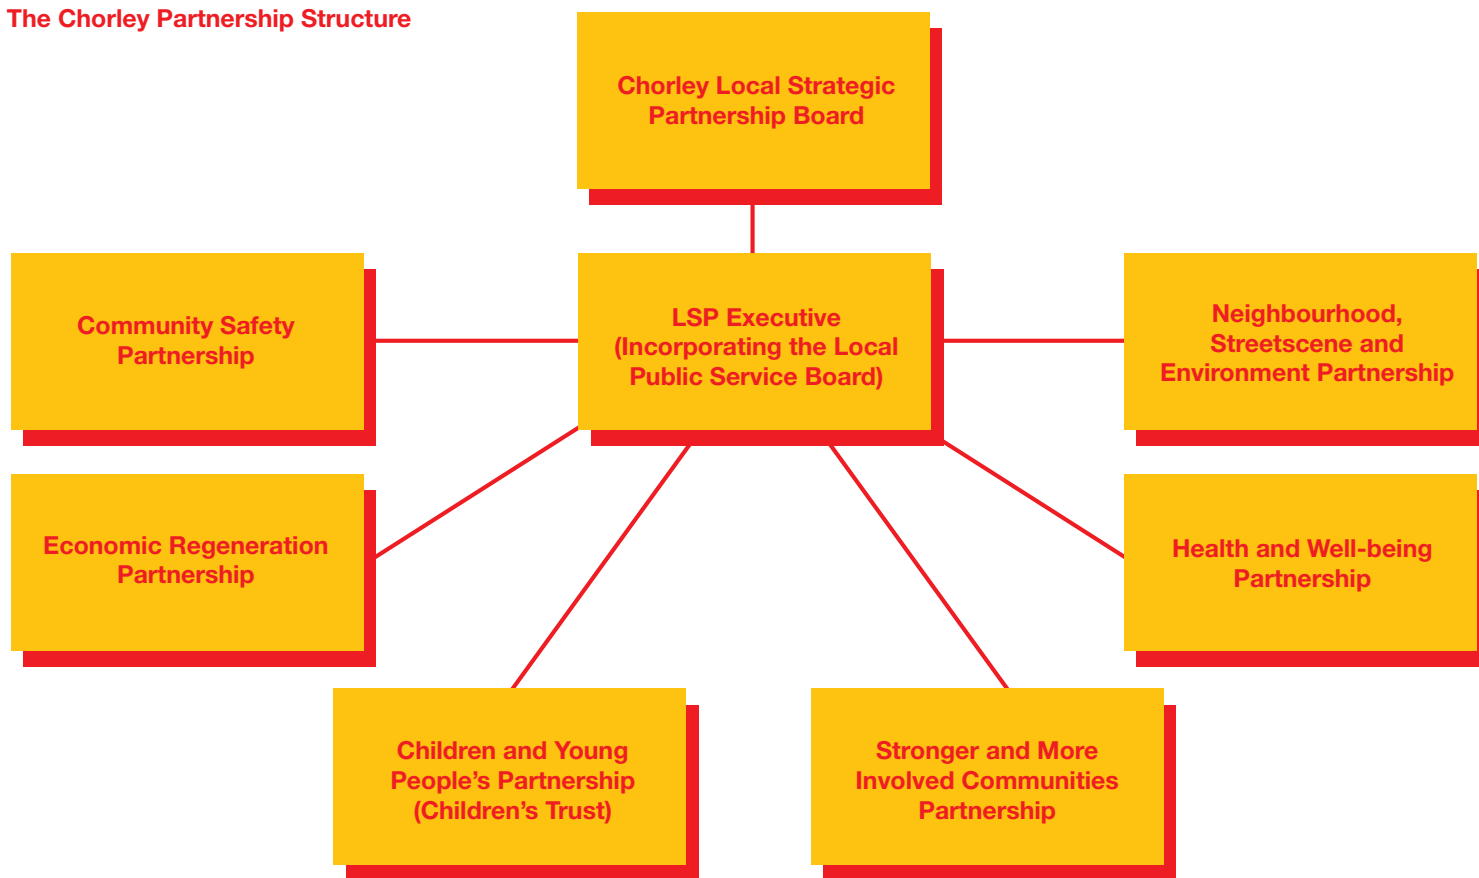 The Chorley Partnership Structure
Chorley Local Strategic
Partnership Board
Community Safety
Partnership
LSP Executive
(Incorporating the Local
Public Service Board)
Neighbourhood,
Streetscene and
Environment Partnership
Economic Regeneration
Partnership
Health and Well-being
Partnership
Children and Young
People’s Partnership
(Children’s Trust)
Stronger and More
Involved Communities
Partnership